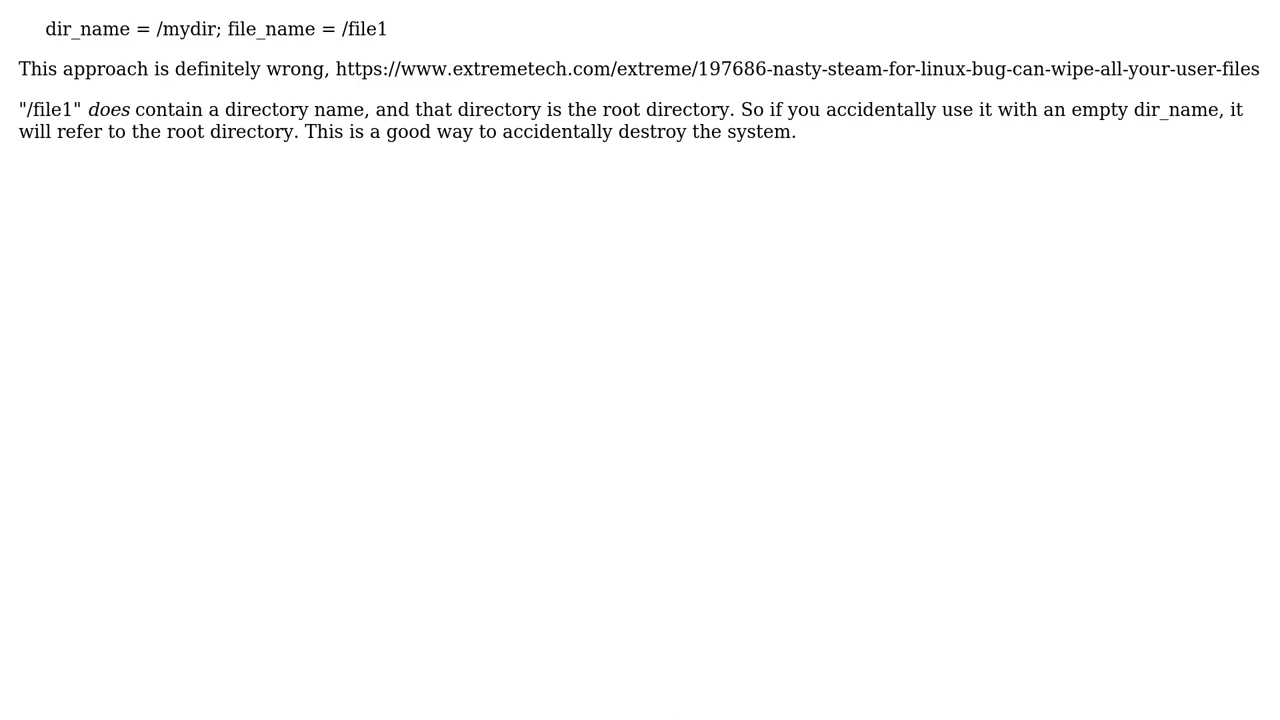 dir_name = /mydir; file_name = /file1
This approach is definitely wrong, https://www.extremetech.com/extreme/197686-nasty-steam-for-linux-bug-can-wipe-all-your-user-files
"/file1" does contain a directory name, and that directory is the root directory. So if you accidentally use it with an empty dir_name, it
will refer to the root directory. This is a good way to accidentally destroy the system.